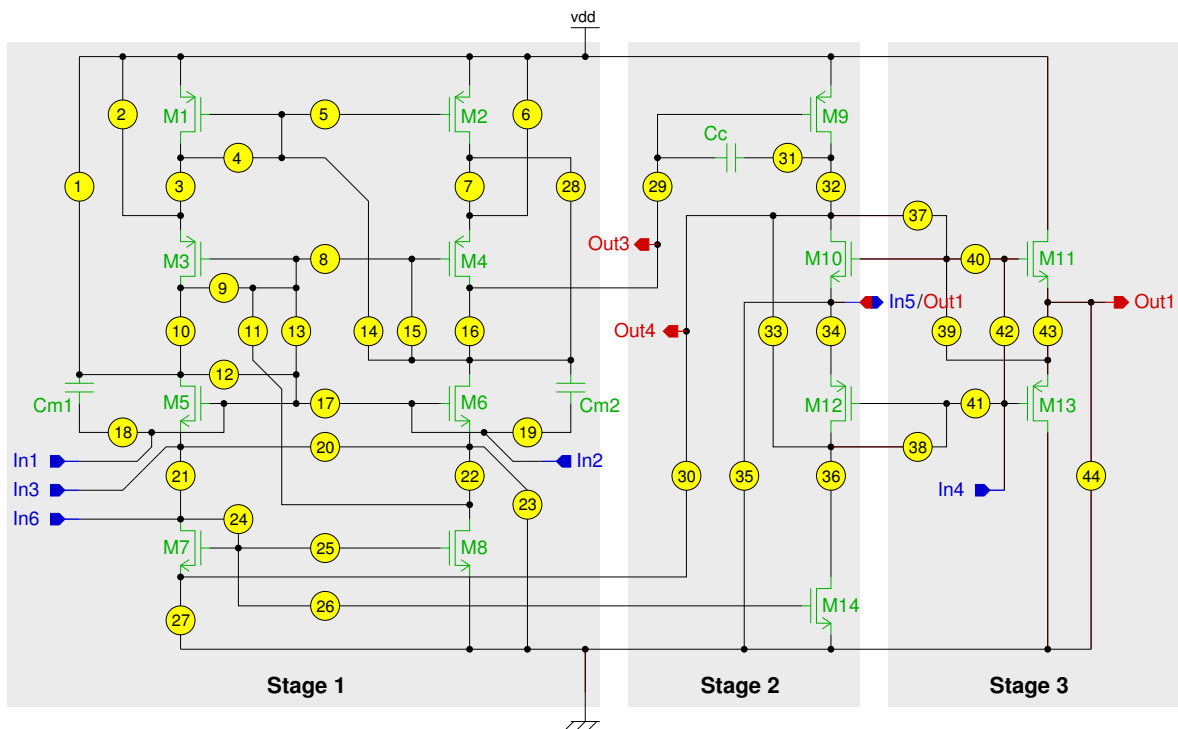 vdd
M1 5 M2 6 M9
2
Cc
4 31
1 3 7 28 29 32
37
Out3
M3 8 M4 M10 40 M11
9
In5/Out1 Out1
10 11 13 14 15 16 Out4 33 34 39 42 43
12
Cm1 M5 17 M6 Cm2 M12 41 M13
18 19
20 38
In1 In2
21 22 30 35 36 44
In3 In4
23
In6 24
M7 25 M8
26 M14
27
Stage 1 Stage 2 Stage 3